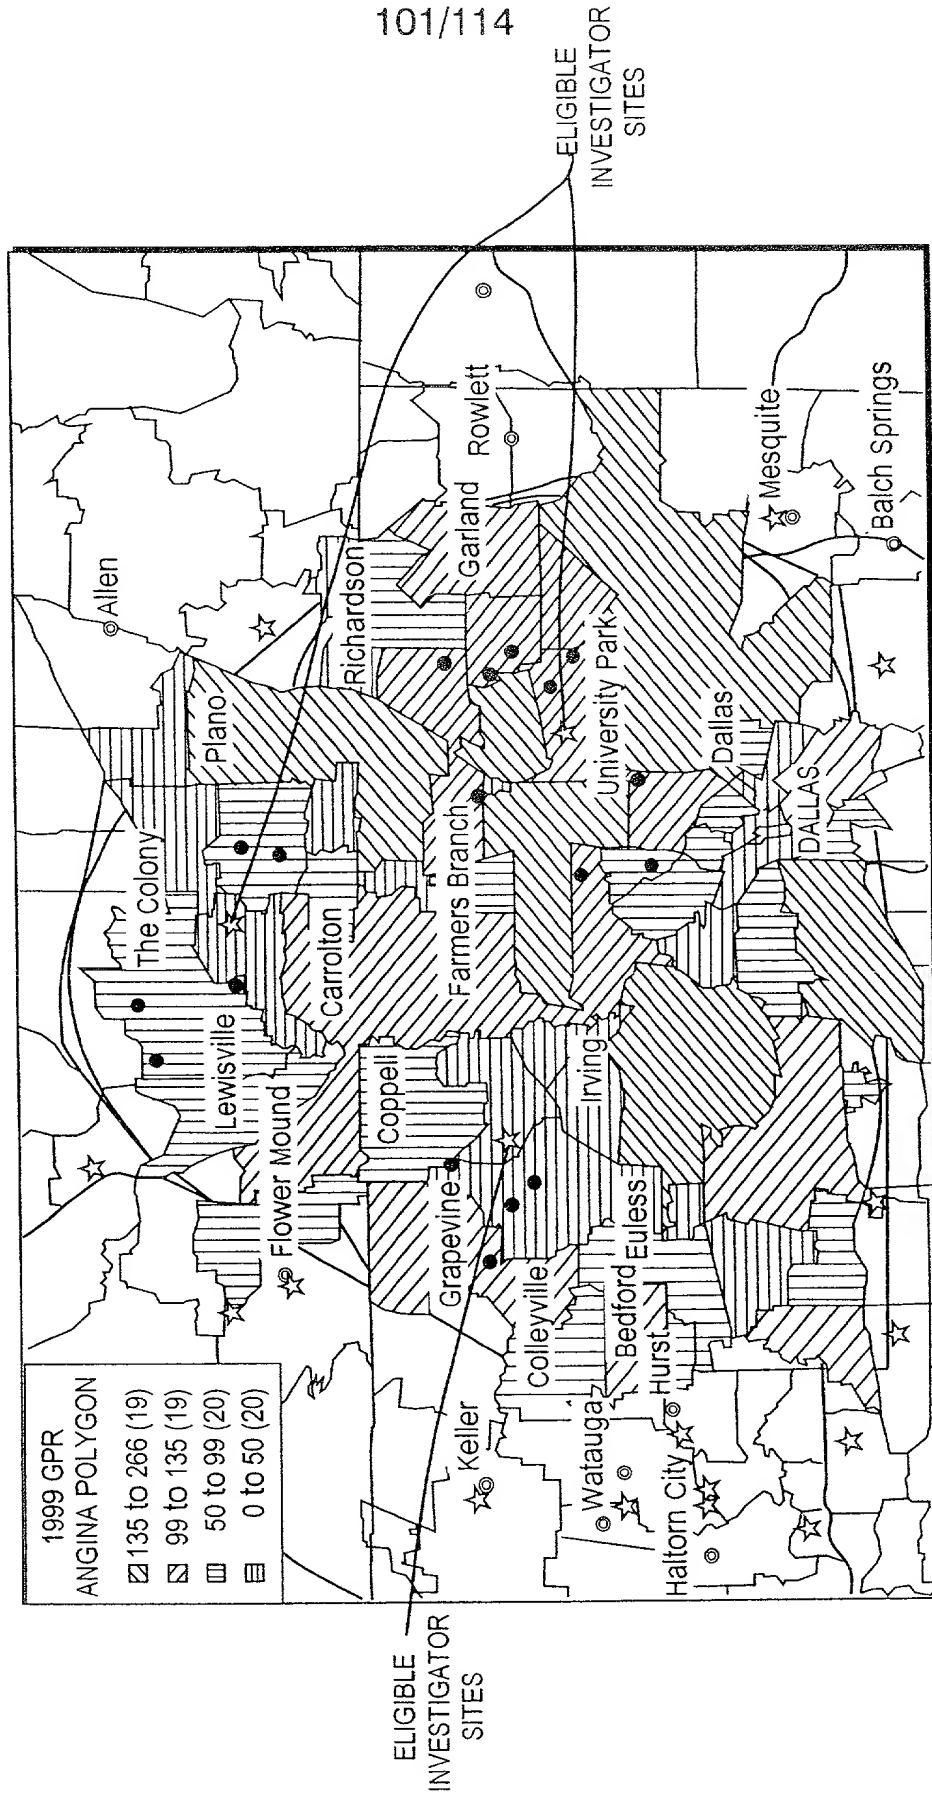 101/114
ELIGIBLE
INVESTIGATOR
SITES
1999 GPR
ANGINA POLYGON
135 to 266 (19)
99 to 135 (19)
50 to 99 (20)
0 to 50 (20)
Allen
Plano
The Colony
Lewisville
Flower Mound
Richardson
Carrolton
Coppell
Rowlett
Garland
Farmers Branch
Grapevine
Keller
University Park
Irving
Colleyville
Bedford
Euless
Hurst
Watauga
Haltorn City
Mesquite
Balch Springs
Dallas
DALLAS
ELIGIBLE
INVESTIGATOR
SITES